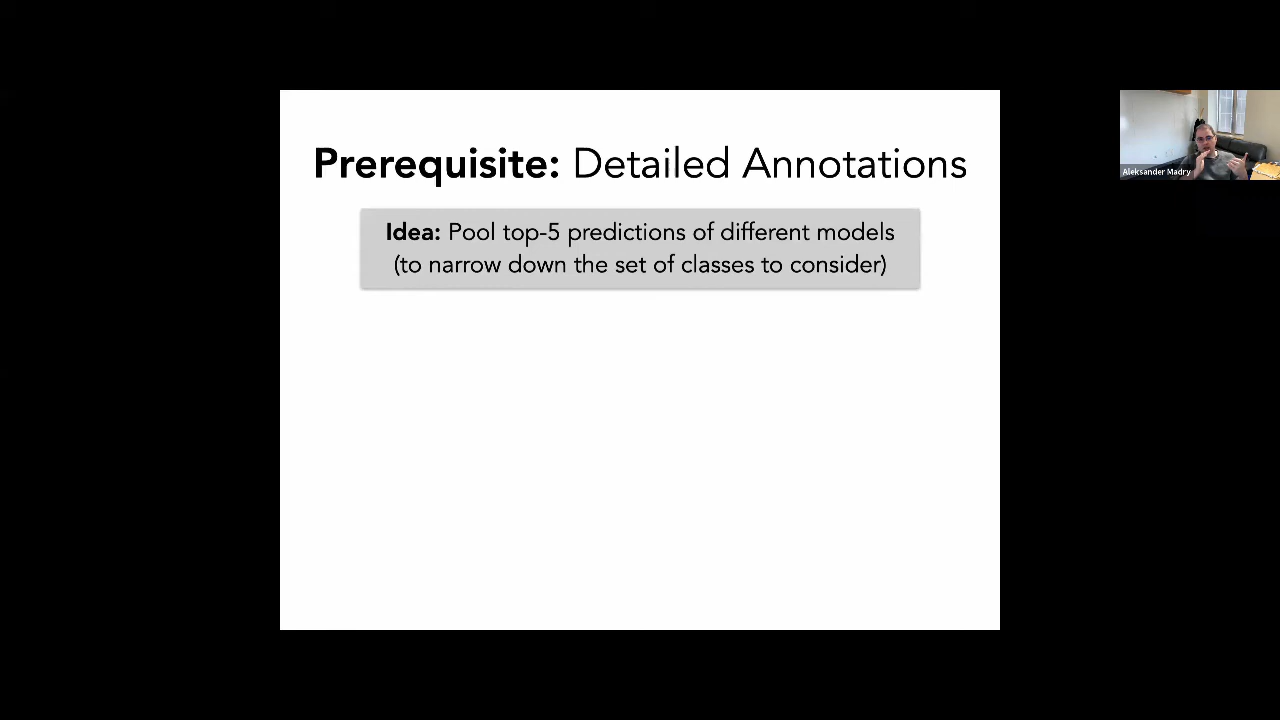 Prerequisite: Detailed Annotations
Idea: Pool top-5 predictions of different models
(to narrow down the set of classes to consider)
Aleksander Madry